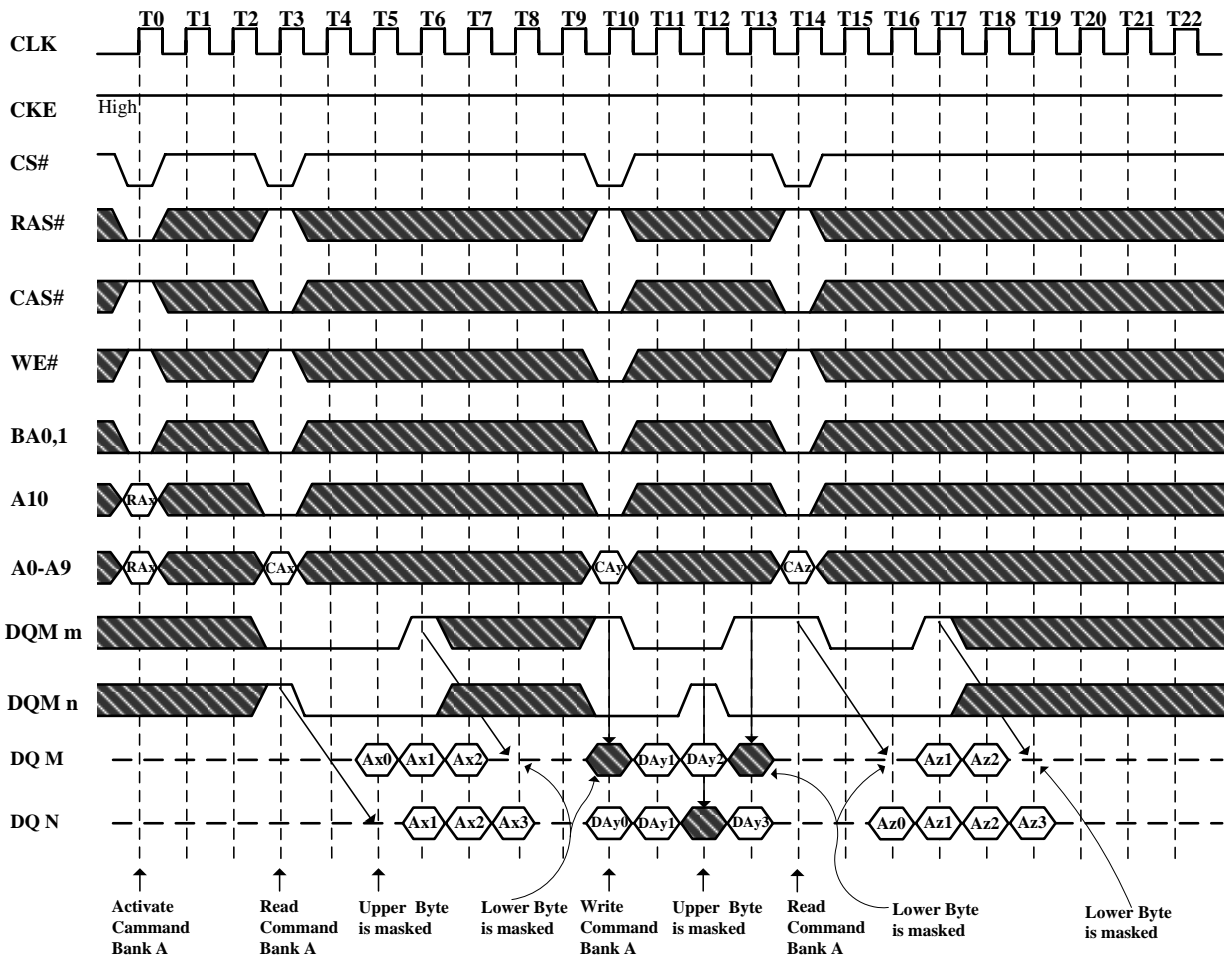 T0 T1 T2 T3 T4 T5 T6 T7 T8 T9 T10 T11 T12 T13 T14 T15 T16 T17 T18 T19 T20 T21 T22
CLK
CKE
High
CS#
RAS#
CAS#
WE#
BA0,1
A10
RAx
A0-A9
RAx CAx CAy CAz
DQM m
DQM n
DQ M
Ax0 Ax1 Ax2 DAy1 DAy2 Az1 Az2
DQ N
Ax1 Ax2 Ax3 DAy0 DAy1 DAy3 Az0 Az1 Az2 Az3
Activate
Cammand
Bank A
Read
Command
Bank A
Upper Byte
is masked
Lower Byte
is masked
Write
Command
Bank A
Upper Byte
is masked
Read
Command
Bank A
Lower Byte
is masked
Lower Byte
is masked